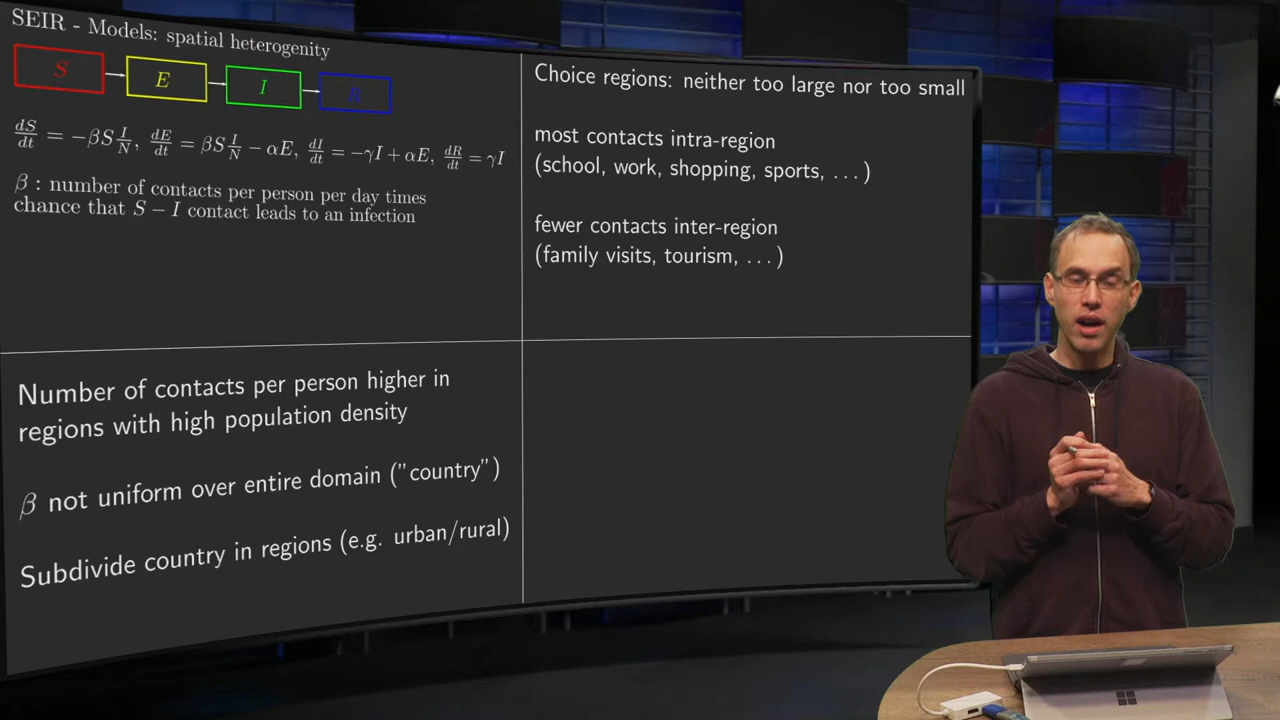 SEIR - Models: spatial heterogenity
S
E
I
R
dS/dt = −βS I/N, dE/dt = βS I/N − αE, dI/dt = −γI + αE, dR/dt = γI
β : number of contacts per person per day times
chance that S − I contact leads to an infection
Choice regions: neither too large nor too small
most contacts intra-region
(school, work, shopping, sports, ...)
fewer contacts inter-region
(family visits, tourism, ...)
Number of contacts per person higher in
regions with high population density
β not uniform over entire domain ("country")
Subdivide country in regions (e.g. urban/rural)